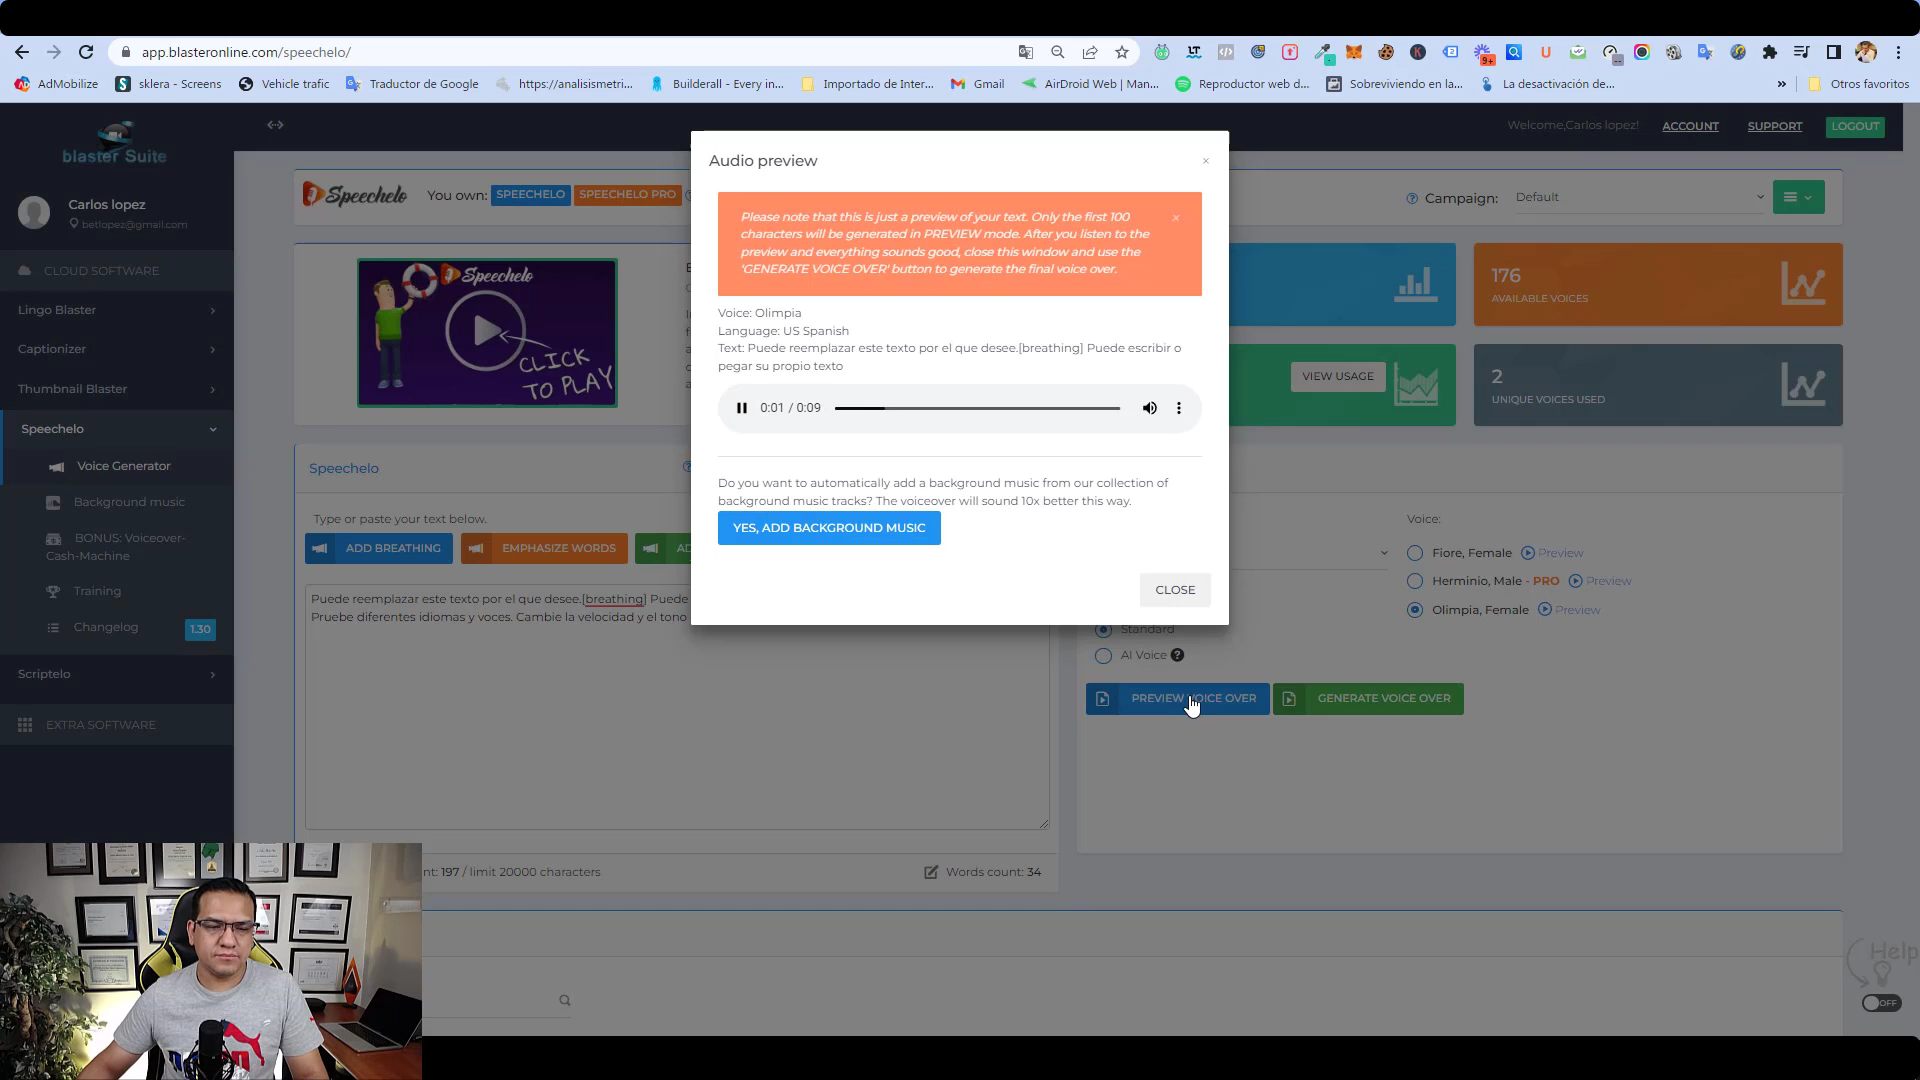 app.blasteronline.com/speechelo/
AdMobilize
sklera - Screens
Vehicle trafic
Traductor de Google
https://analisismetri...
Builderall - Every in...
Importado de Inter...
Gmail
AirDroid Web | Man...
Reproductor web d...
Sobreviviendo en la...
La desactivación de...
»
Otros favoritos
blaster Suite
Welcome,Carlos lopez!
ACCOUNT
SUPPORT
LOGOUT
Carlos lopez
betlopez@gmail.com
CLOUD SOFTWARE
Lingo Blaster
Captionizer
Thumbnail Blaster
Speechelo
Voice Generator
Background music
BONUS: Voiceover-
Cash-Machine
Training
Changelog
1.30
Scriptelo
EXTRA SOFTWARE
Speechelo
You own:
SPEECHELO
SPEECHELO PRO
Campaign:
Default
Speechelo
CLICK
TO PLAY
176
AVAILABLE VOICES
VIEW USAGE
2
UNIQUE VOICES USED
Audio preview
×
Please note that this is just a preview of your text. Only the first 100
characters will be generated in PREVIEW mode. After you listen to the
preview and everything sounds good, close this window and use the
'GENERATE VOICE OVER' button to generate the final voice over.
×
Voice: Olimpia
Language: US Spanish
Text: Puede reemplazar este texto por el que desee.[breathing] Puede escribir o
pegar su propio texto
0:01 / 0:09
Do you want to automatically add a background music from our collection of
background music tracks? The voiceover will sound 10x better this way.
YES, ADD BACKGROUND MUSIC
CLOSE
Speechelo
Type or paste your text below.
ADD BREATHING
EMPHASIZE WORDS
AD
Puede reemplazar este texto por el que desee.[breathing] Puede
Pruebe diferentes idiomas y voces. Cambie la velocidad y el tono
nt: 197 / limit 20000 characters
Words count: 34
Voice:
Fiore, Female
Preview
Herminio, Male - PRO
Preview
Olimpia, Female
Preview
Standard
AI Voice
PREVIEW VOICE OVER
GENERATE VOICE OVER
Help
OFF